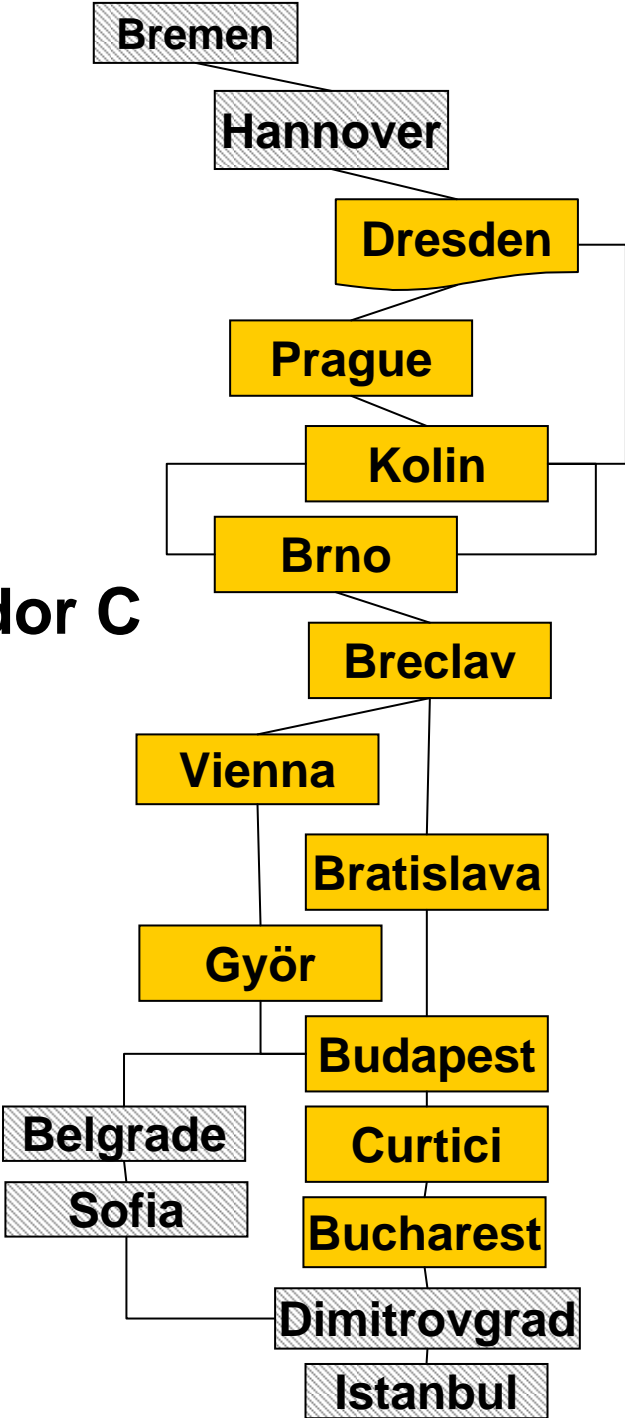 Bremen
Hannover
Dresden
Prague
Kolin
Brno
dor C
Breclav
Vienna
Bratislava
Györ
Budapest
Belgrade
Curtici
Sofia
Bucharest
Dimitrovgrad
Istanbul